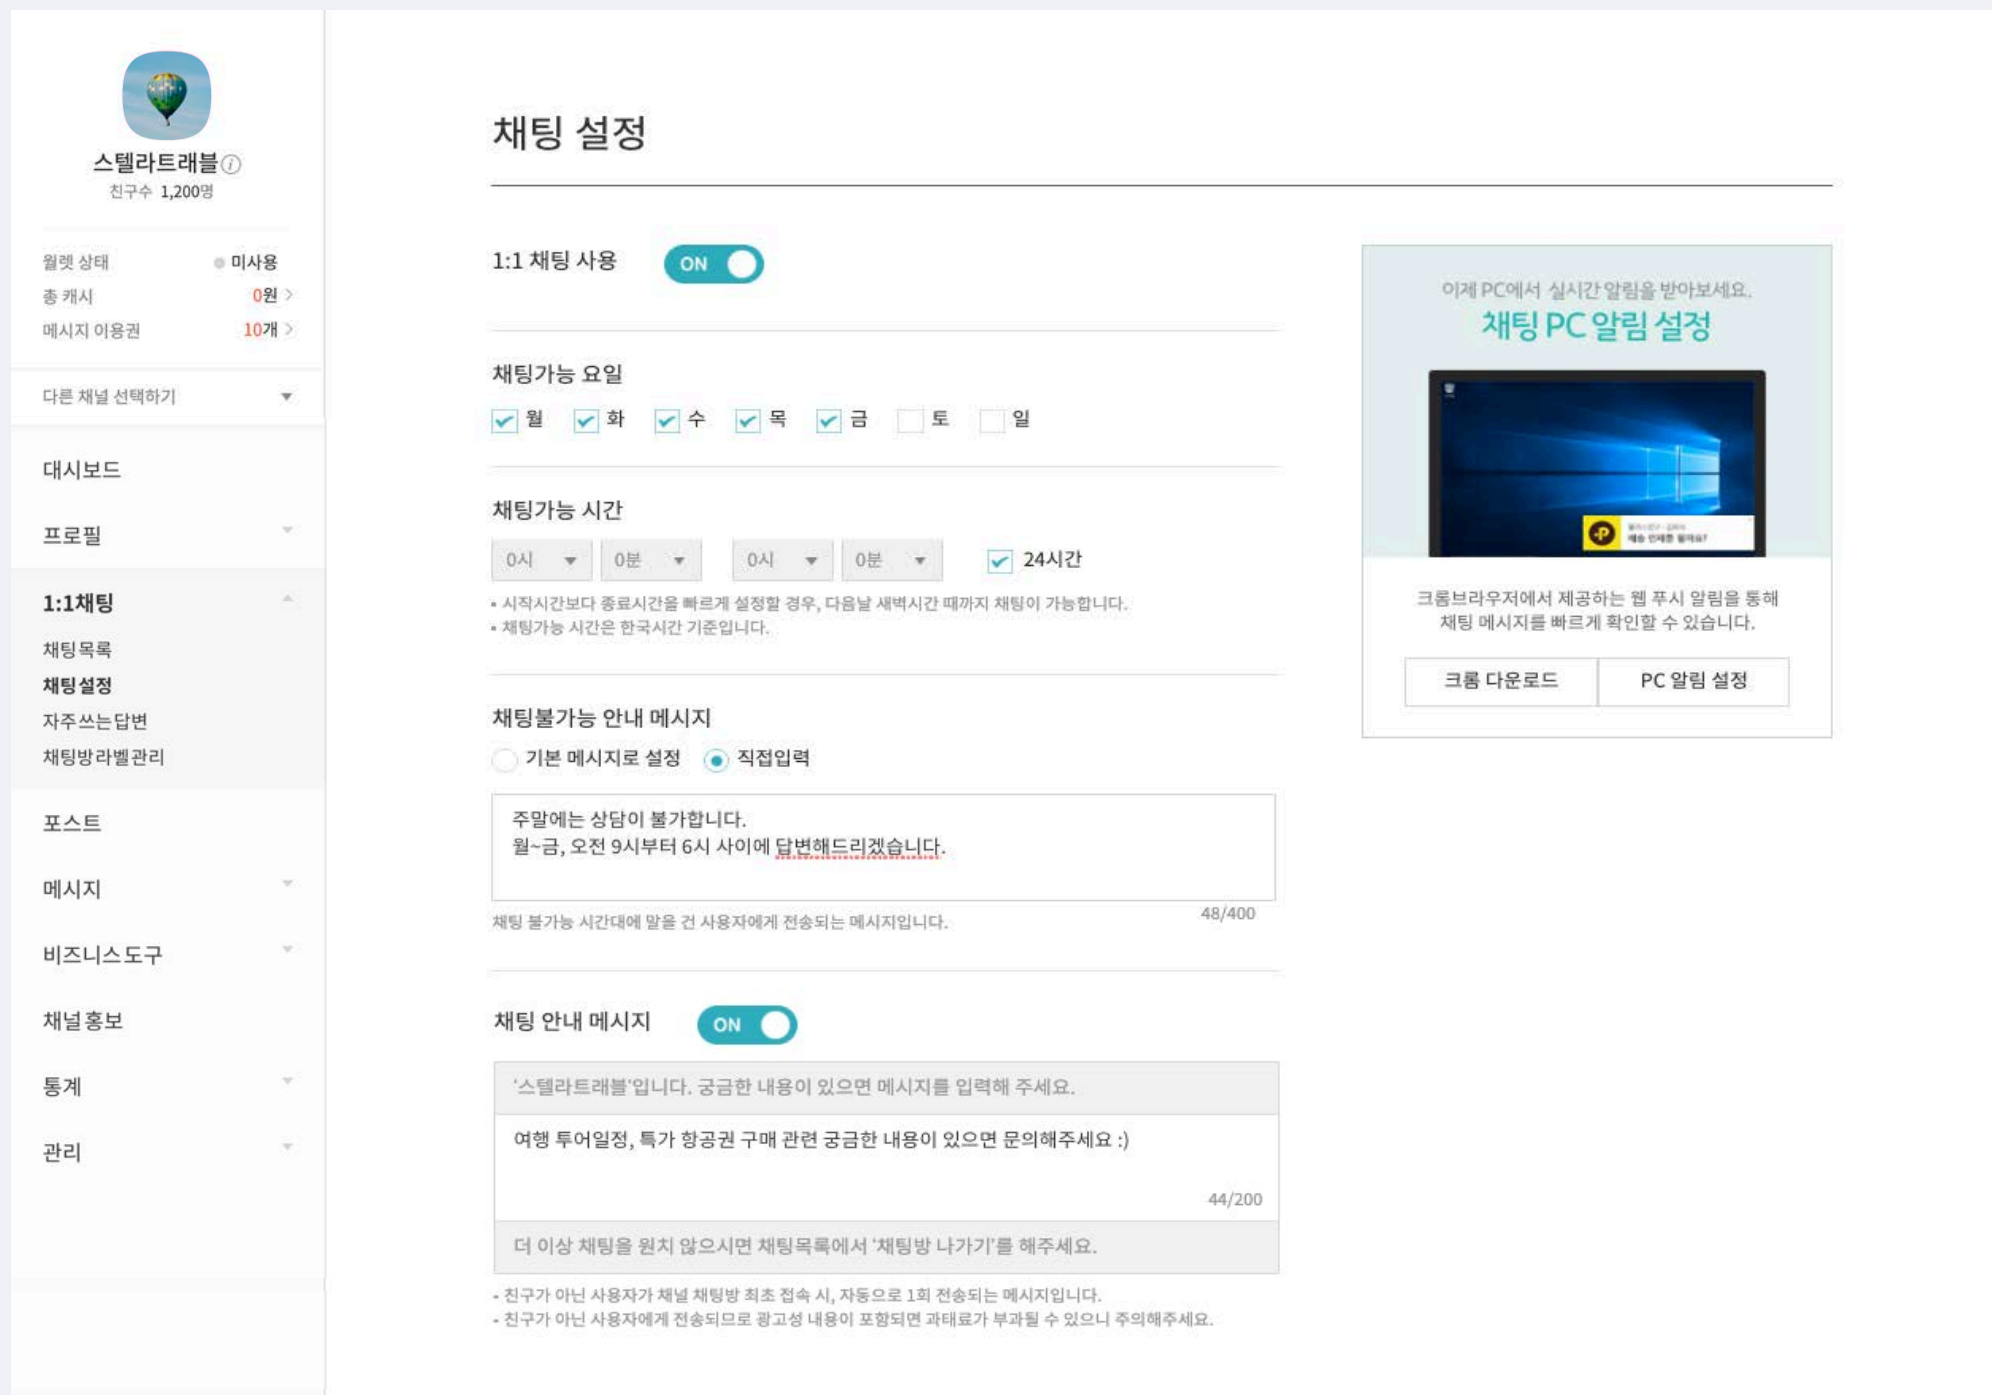 스텔라트래블
친구수 1,200명
월렛 상태 미사용
총 캐시 0원
메시지 이용권 10개
다른 채널 선택하기
대시보드
프로필
1:1채팅
채팅목록
채팅설정
자주쓰는답변
채팅방라벨관리
포스트
메시지
비즈니스도구
채널홍보
통계
관리
채팅 설정
1:1 채팅 사용 ON
채팅가능 요일
월 화 수 목 금 토 일
채팅가능 시간
0시 0분 0시 0분 24시간
• 시작시간보다 종료시간을 빠르게 설정할 경우, 다음날 새벽시간 때까지 채팅이 가능합니다.
• 채팅가능 시간은 한국시간 기준입니다.
채팅불가능 안내 메시지
기본 메시지로 설정 직접입력
주말에는 상담이 불가합니다.
월~금, 오전 9시부터 6시 사이에 답변해드리겠습니다.
채팅 불가능 시간대에 말을 건 사용자에게 전송되는 메시지입니다. 48/400
채팅 안내 메시지 ON
'스텔라트래블'입니다. 궁금한 내용이 있으면 메시지를 입력해 주세요.
여행 투어일정, 특가 항공권 구매 관련 궁금한 내용이 있으면 문의해주세요 :)
44/200
더 이상 채팅을 원치 않으시면 채팅목록에서 '채팅방 나가기'를 해주세요.
- 친구가 아닌 사용자가 채널 채팅방 최초 접속 시, 자동으로 1회 전송되는 메시지입니다.
- 친구가 아닌 사용자에게 전송되므로 광고성 내용이 포함되면 과태료가 부과될 수 있으니 주의해주세요.
이제 PC에서 실시간 알림을 받아보세요.
채팅 PC 알림 설정
크롬브라우저에서 제공하는 웹 푸시 알림을 통해
채팅 메시지를 빠르게 확인할 수 있습니다.
크롬 다운로드 PC 알림 설정